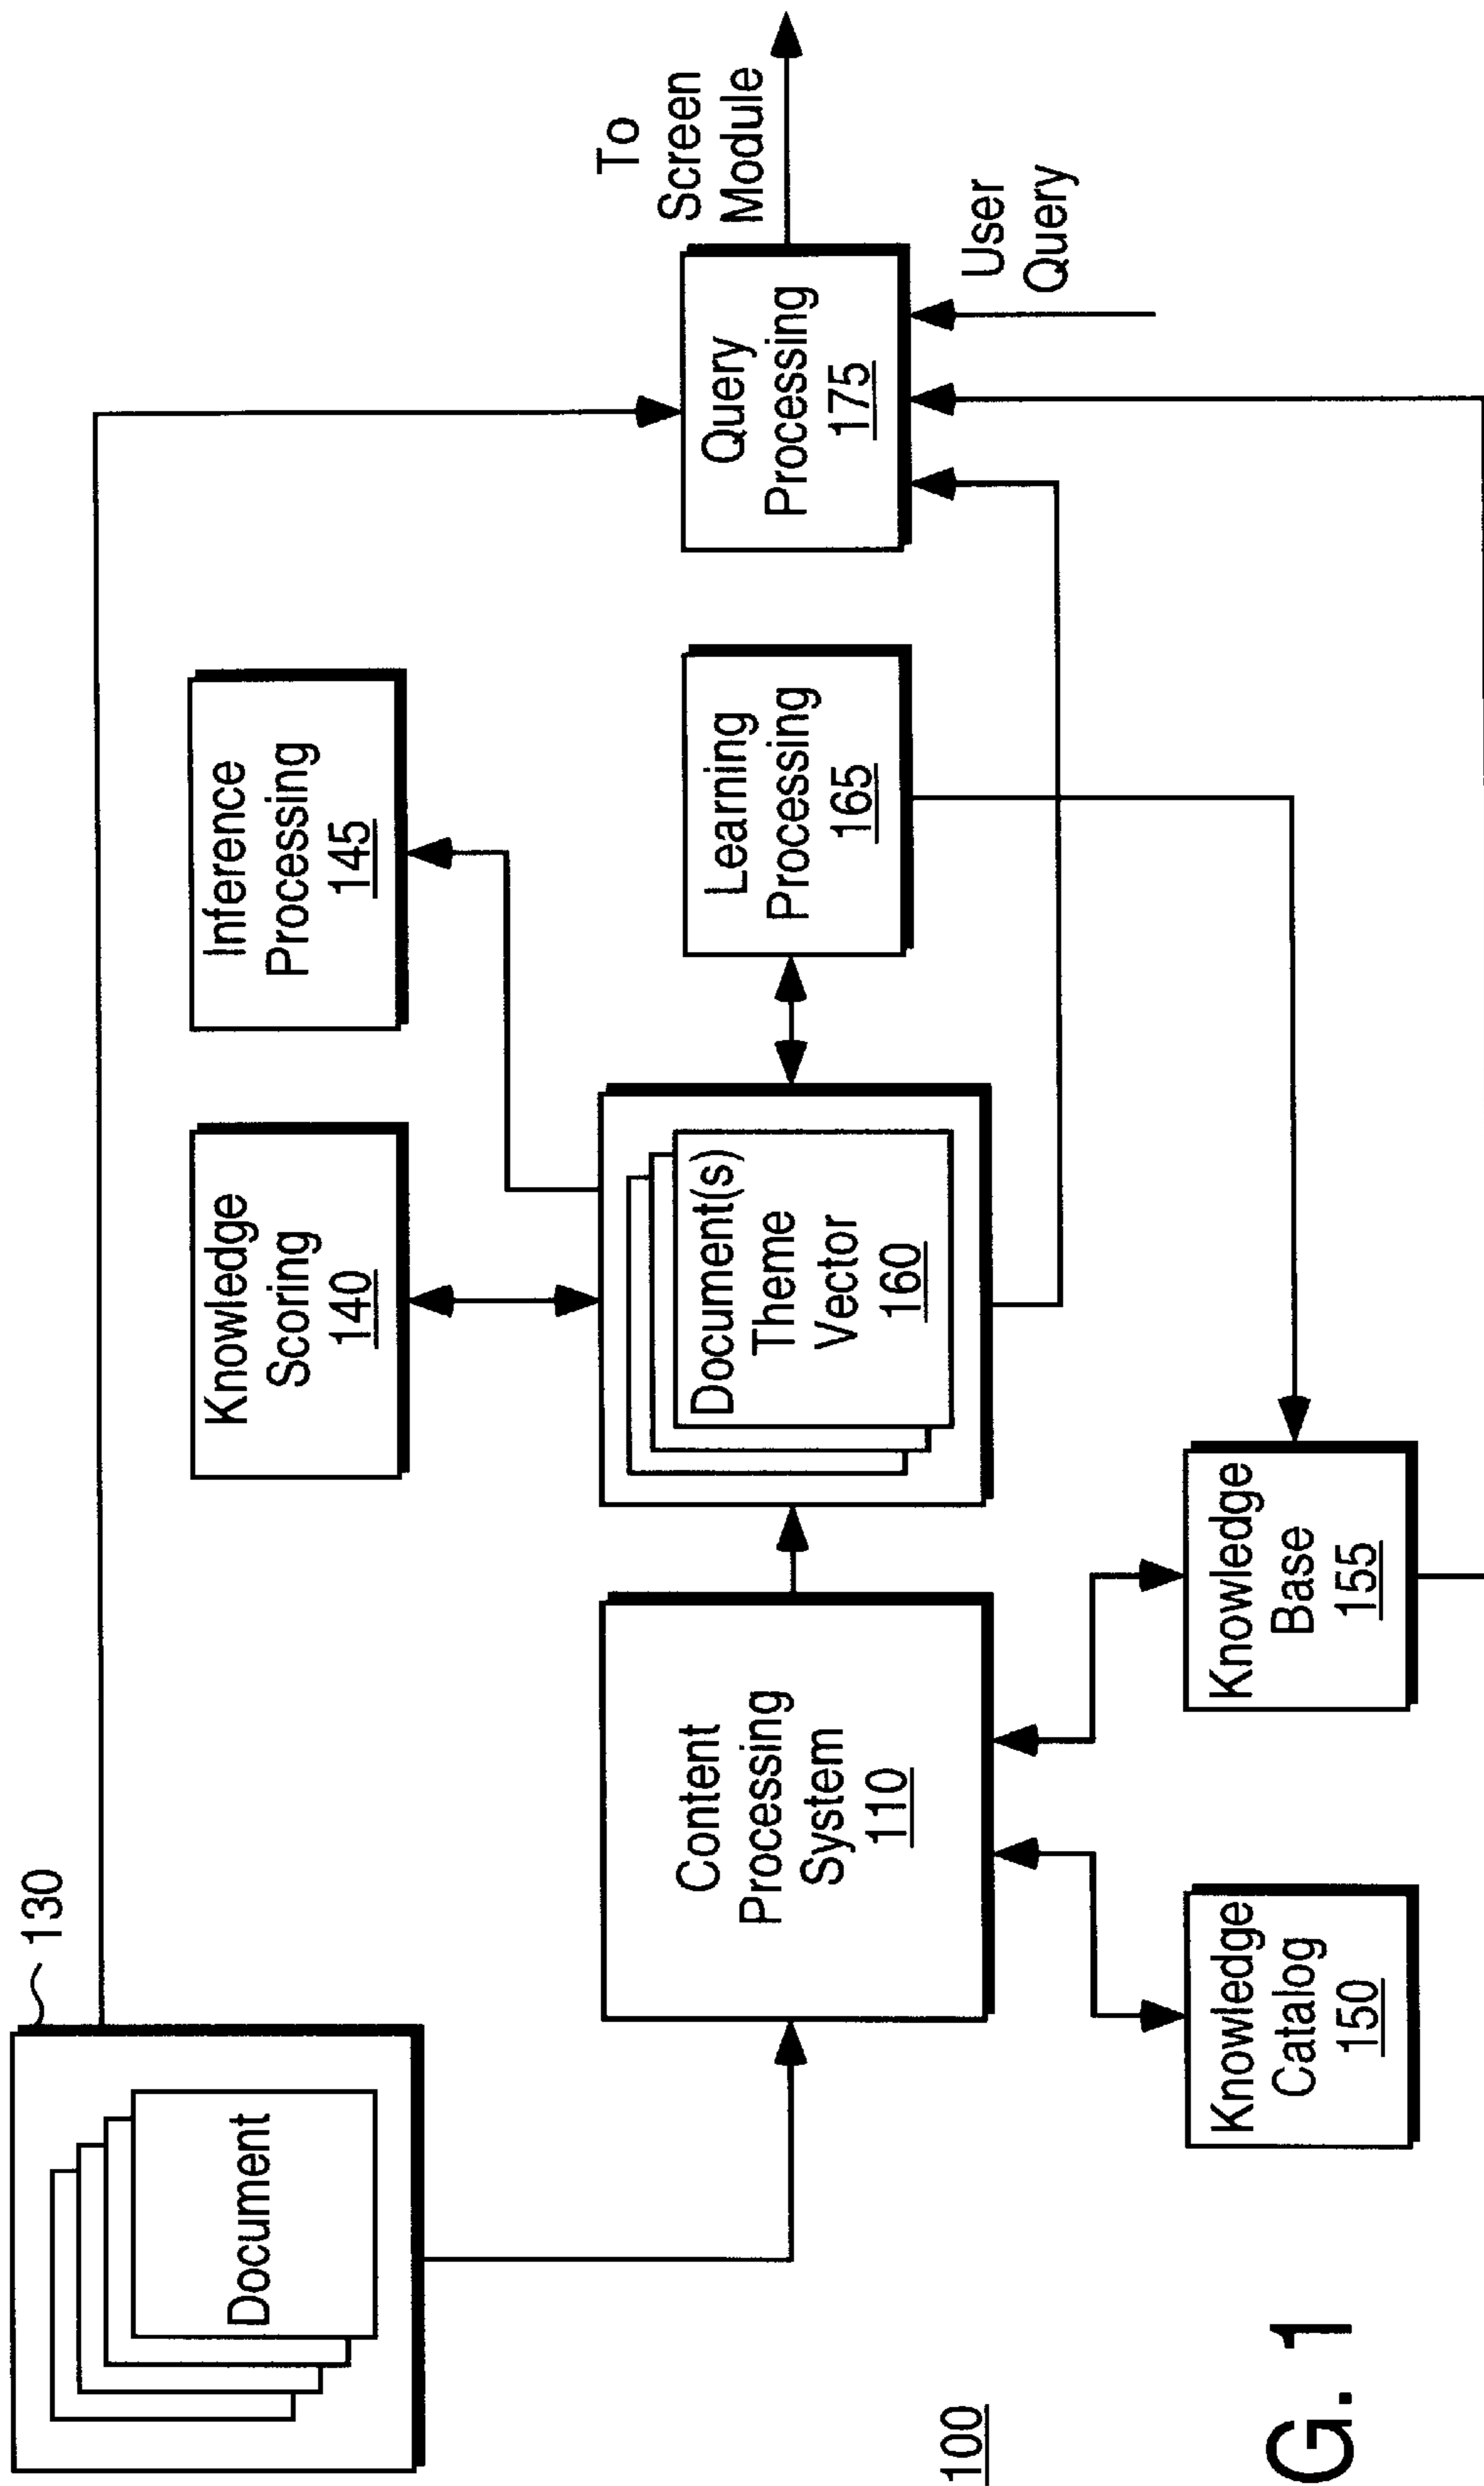 130
Document
Knowledge
Scoring
140
Inference
Processing
145
Content
Processing
System
110
Document(s)
Theme
Vector
160
Learning
Processing
165
Query
Processing
175
To
Screen
Module
User
Query
Knowledge
Catalog
150
Knowledge
Base
155
100
G. 1